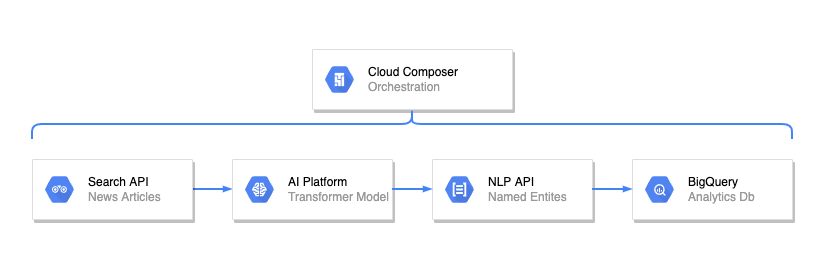 Cloud Composer
Orchestration
Search API
News Articles
AI Platform
Transformer Model
NLP API
Named Entites
BigQuery
Analytics Db